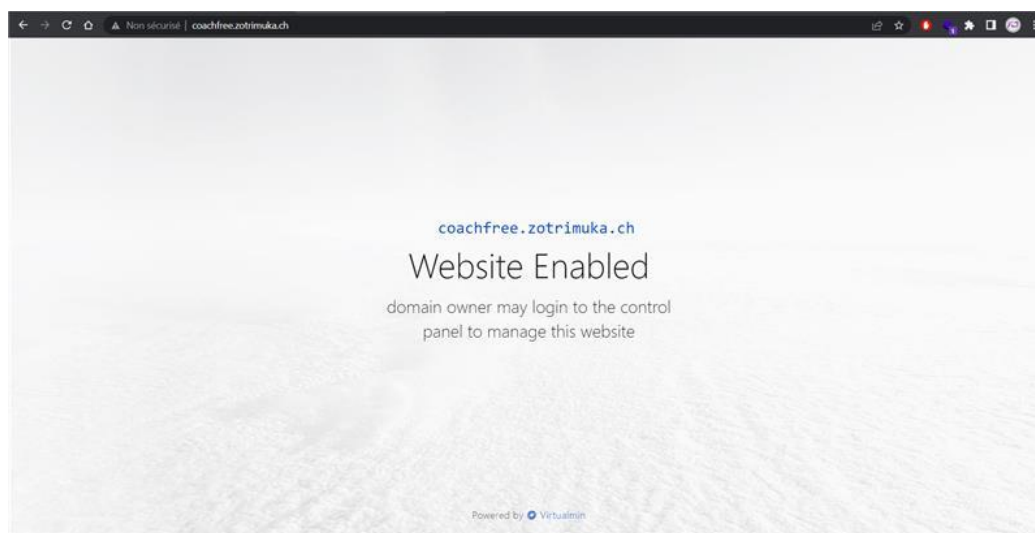 Non sécurisé | coachfree.zotrimuka.ch
coachfree.zotrimuka.ch
Website Enabled
domain owner may login to the control
panel to manage this website
Powered by Virtualmin